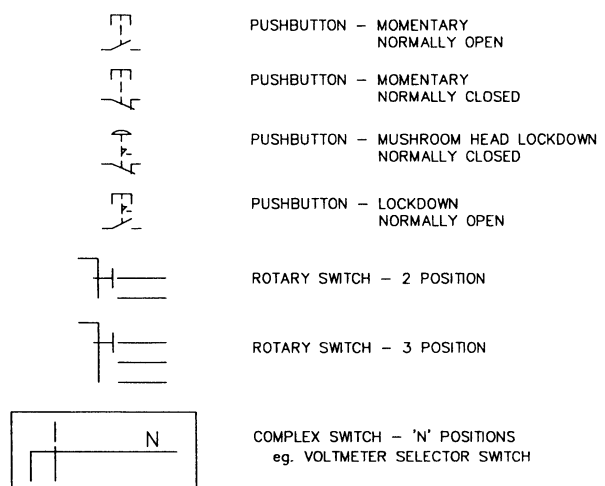 PUSHBUTTON – MOMENTARY
NORMALLY OPEN
PUSHBUTTON – MOMENTARY
NORMALLY CLOSED
PUSHBUTTON – MUSHROOM HEAD LOCKDOWN
NORMALLY CLOSED
PUSHBUTTON – LOCKDOWN
NORMALLY OPEN
ROTARY SWITCH – 2 POSITION
ROTARY SWITCH – 3 POSITION
N
COMPLEX SWITCH – 'N' POSITIONS
eg. VOLTMETER SELECTOR SWITCH